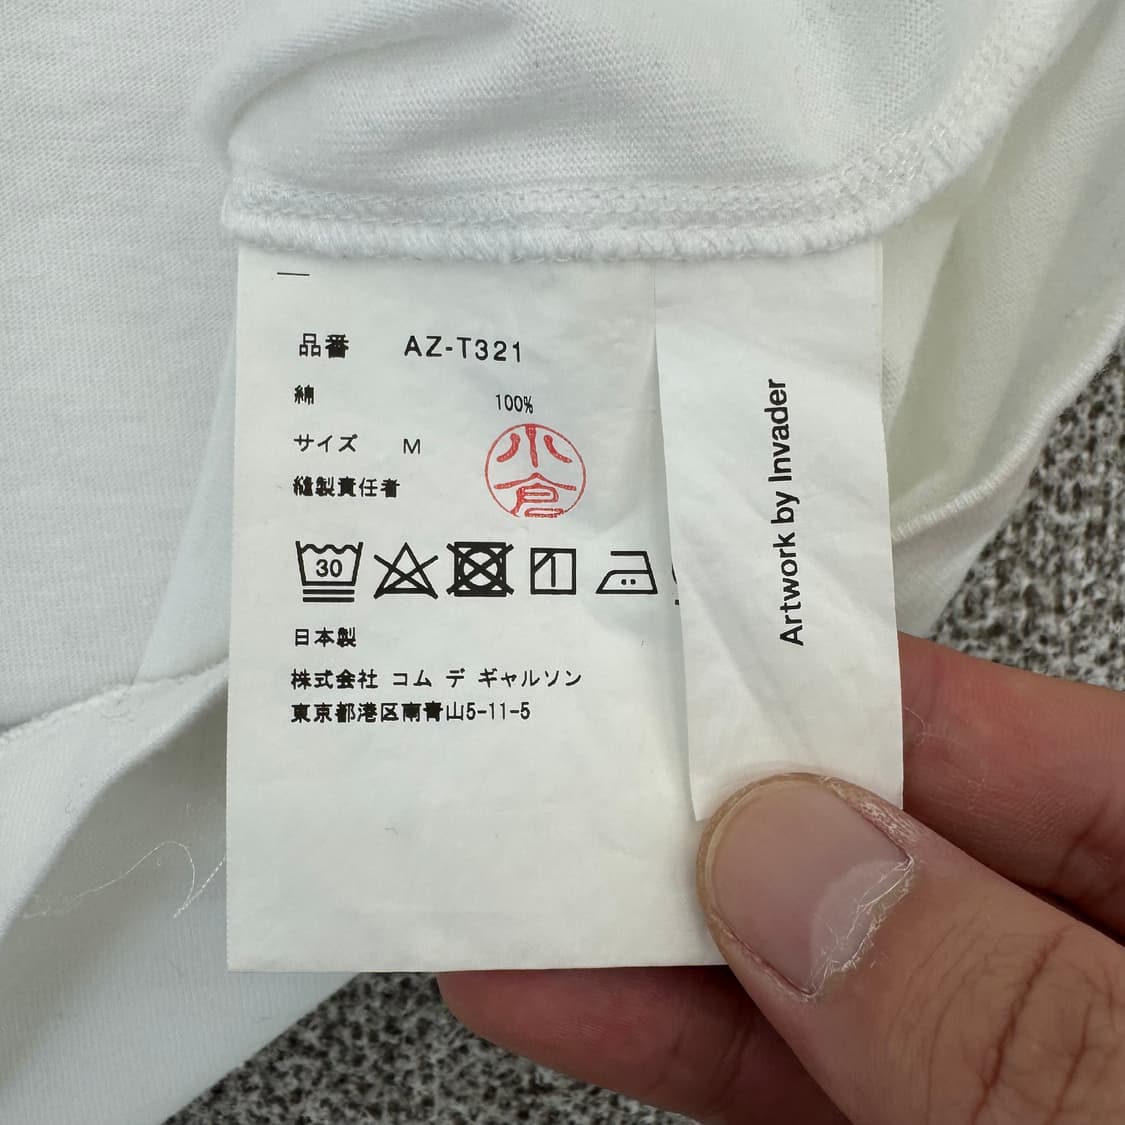 品番 AZ-T321
綿 100%
サイズ M
縫製責任者
小倉
30
日本製
株式会社 コム デ ギャルソン
東京都港区南青山5-11-5
Artwork by Invader